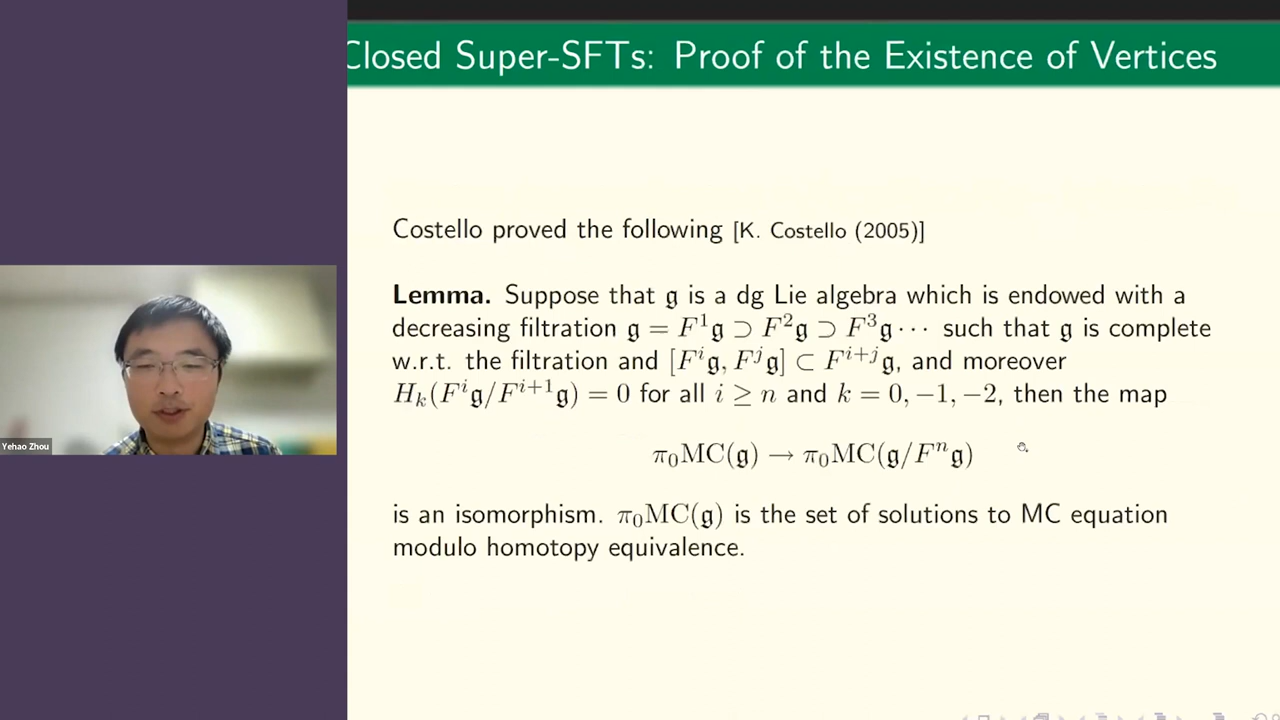 Closed Super-SFTs: Proof of the Existence of Vertices
Costello proved the following [K. Costello (2005)]
Lemma. Suppose that 𝔤 is a dg Lie algebra which is endowed with a
decreasing filtration 𝔤 = F¹𝔤 ⊃ F²𝔤 ⊃ F³𝔤 ⋯ such that 𝔤 is complete
w.r.t. the filtration and [Fⁱ𝔤, Fʲ𝔤] ⊂ Fⁱ⁺ʲ𝔤, and moreover
Hₖ(Fⁱ𝔤/Fⁱ⁺¹𝔤) = 0 for all i ≥ n and k = 0, −1, −2, then the map
π₀MC(𝔤) → π₀MC(𝔤/Fⁿ𝔤)
is an isomorphism. π₀MC(𝔤) is the set of solutions to MC equation
modulo homotopy equivalence.
Yehao Zhou